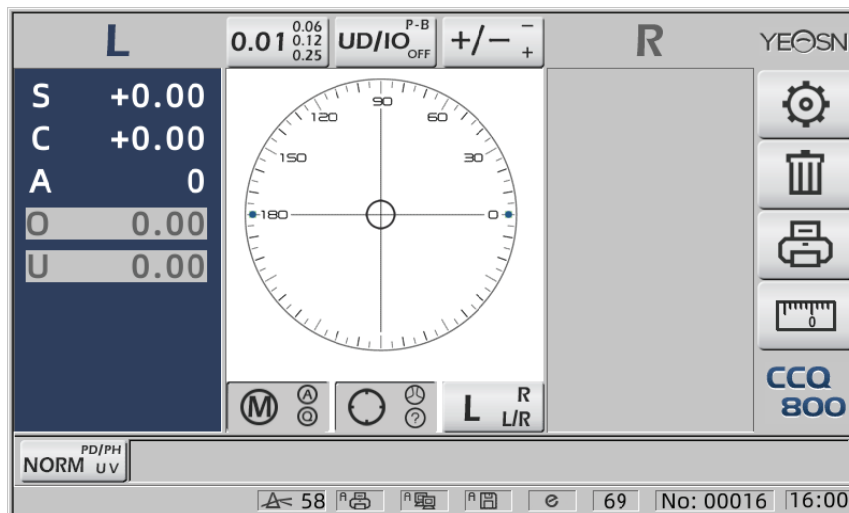 L
0.01 0.06 0.12 0.25
UD/IO P-B OFF
+/− − +
R
YEOSN
S +0.00
C +0.00
A 0
O 0.00
U 0.00
90
120 60
150 30
180 0
M A Q
?
L R L/R
0
CCQ
800
NORM PD/PH UV
58 A A A e 69 No: 00016 16:00